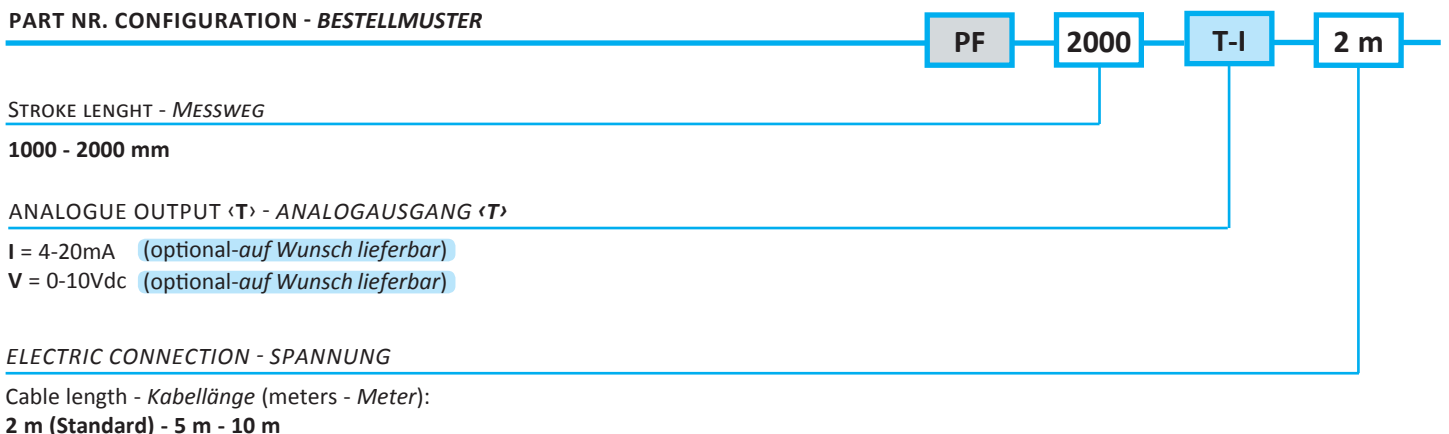 PART NR. CONFIGURATION - BESTELLMUSTER
PF 2000 T-I 2 m
STROKE LENGHT - MESSWEG
1000 - 2000 mm
ANALOGUE OUTPUT ‹T› - ANALOGAUSGANG ‹T›
I = 4-20mA (optional-auf Wunsch lieferbar)
V = 0-10Vdc (optional-auf Wunsch lieferbar)
ELECTRIC CONNECTION - SPANNUNG
Cable length - Kabellänge (meters - Meter):
2 m (Standard) - 5 m - 10 m